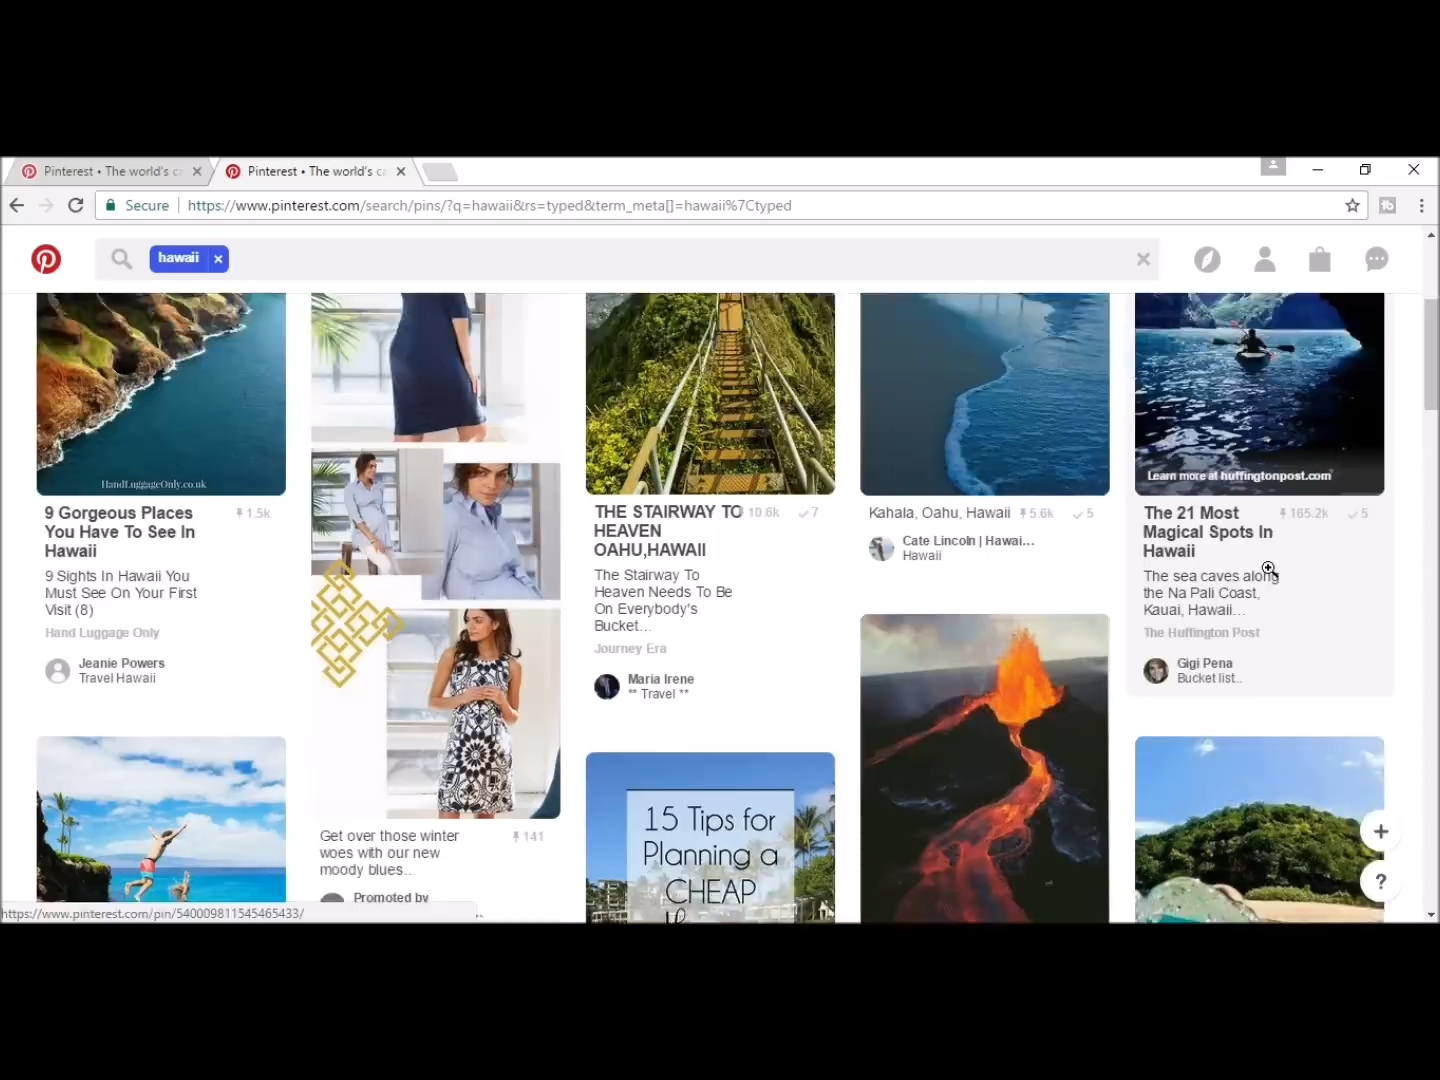 Pinterest • The world's ca
Pinterest • The world's ca
Secure
https://www.pinterest.com/search/pins/?q=hawaii&rs=typed&term_meta[]=hawaii%7Ctyped
hawaii
HandLuggageOnly.co.uk
9 Gorgeous Places
You Have To See In
Hawaii
1.5k
9 Sights In Hawaii You
Must See On Your First
Visit (8)
Hand Luggage Only
Jeanie Powers
Travel Hawaii
Get over those winter
woes with our new
moody blues...
141
Promoted by
THE STAIRWAY TO
HEAVEN
OAHU,HAWAII
10.6k
7
The Stairway To
Heaven Needs To Be
On Everybody's
Bucket...
Journey Era
Maria Irene
** Travel **
15 Tips for
Planning a
CHEAP
Kahala, Oahu, Hawaii
5.6k
5
Cate Lincoln | Hawai...
Hawaii
Learn more at huffingtonpost.com
The 21 Most
Magical Spots In
Hawaii
165.2k
5
The sea caves along
the Na Pali Coast,
Kauai, Hawaii...
The Huffington Post
Gigi Pena
Bucket list..
https://www.pinterest.com/pin/540009811545465433/